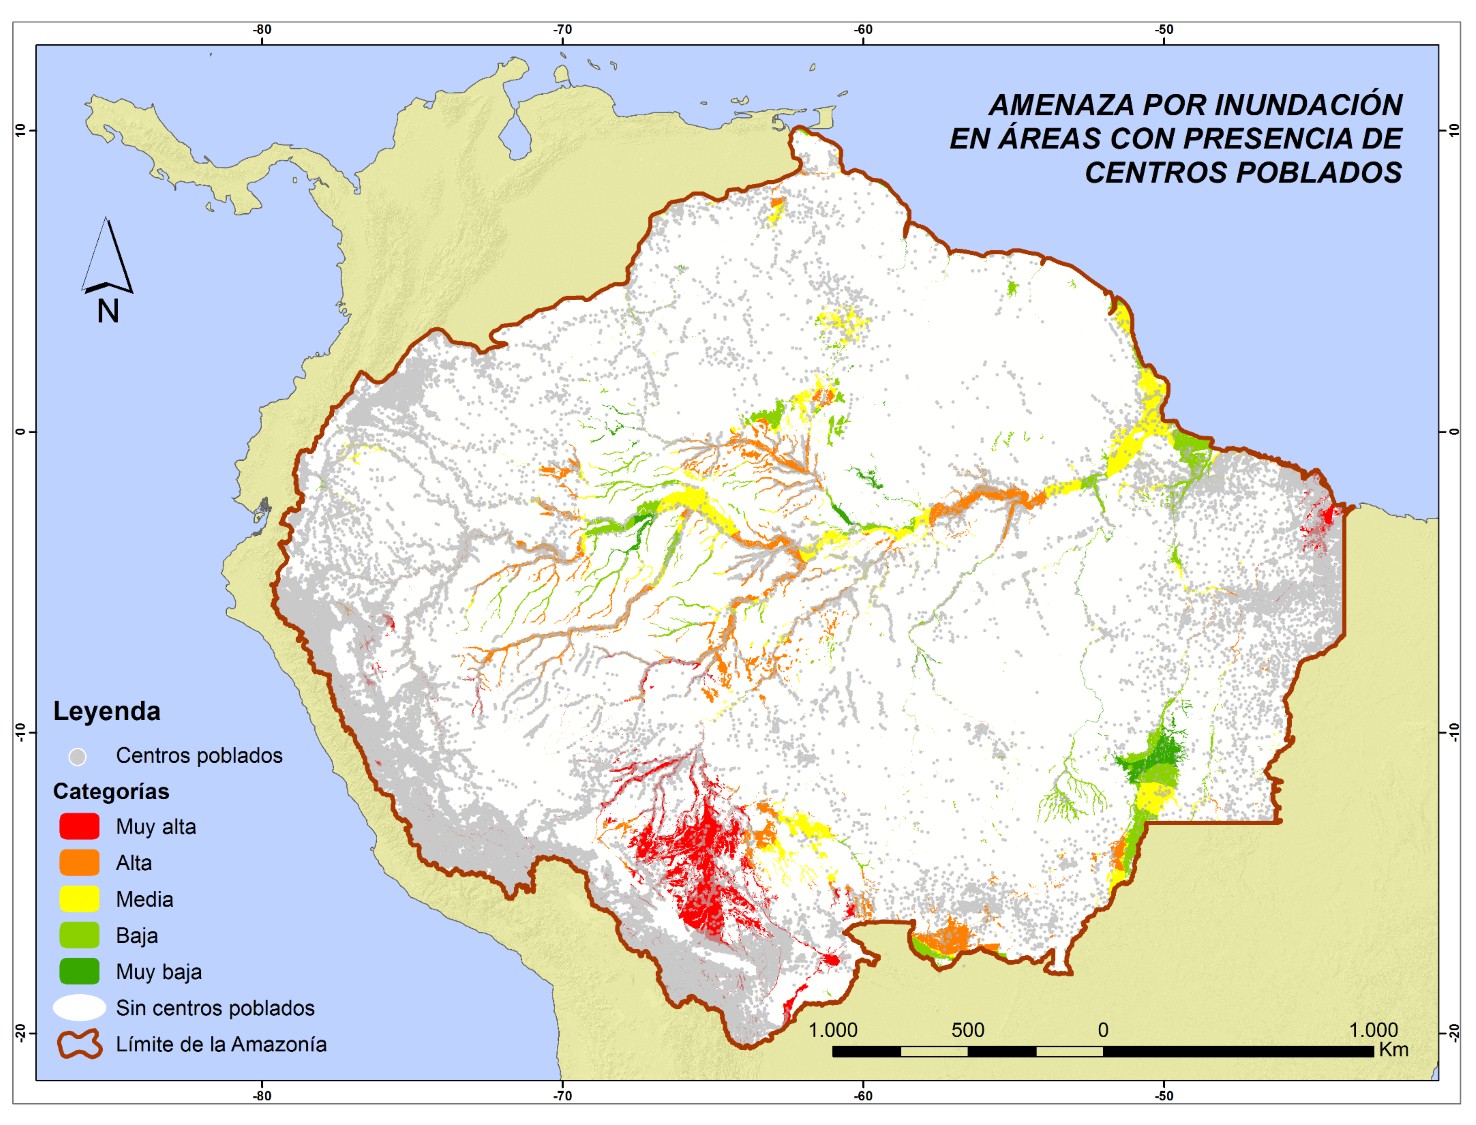 -80 -70 -60 -50
10 10
AMENAZA POR INUNDACIÓN
EN ÁREAS CON PRESENCIA DE
CENTROS POBLADOS
N
0 0
Leyenda
-10 -10
Centros poblados
Categorías
Muy alta
Alta
Media
Baja
Muy baja
Sin centros poblados
Límite de la Amazonía
-20 -20
1.000 500 0 1.000
Km
-80 -70 -60 -50